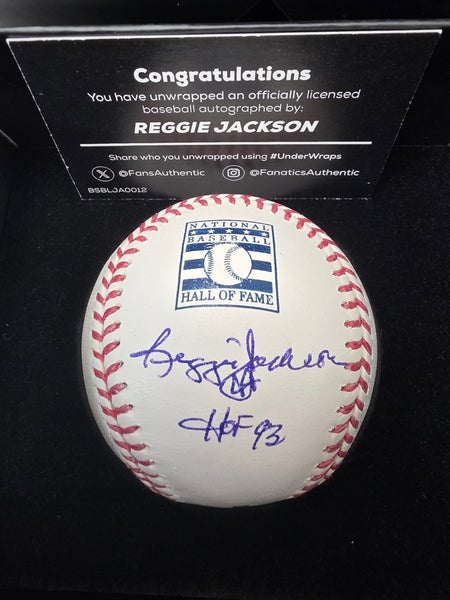 Congratulations
You have unwrapped an officially licensed
baseball autographed by:
REGGIE JACKSON
Share who you unwrapped using #UnderWraps
@FansAuthentic @FanaticsAuthentic
BSBLJA0012
NATIONAL
BASEBALL
HALL OF FAME
Reggie Jackson
HOF 93